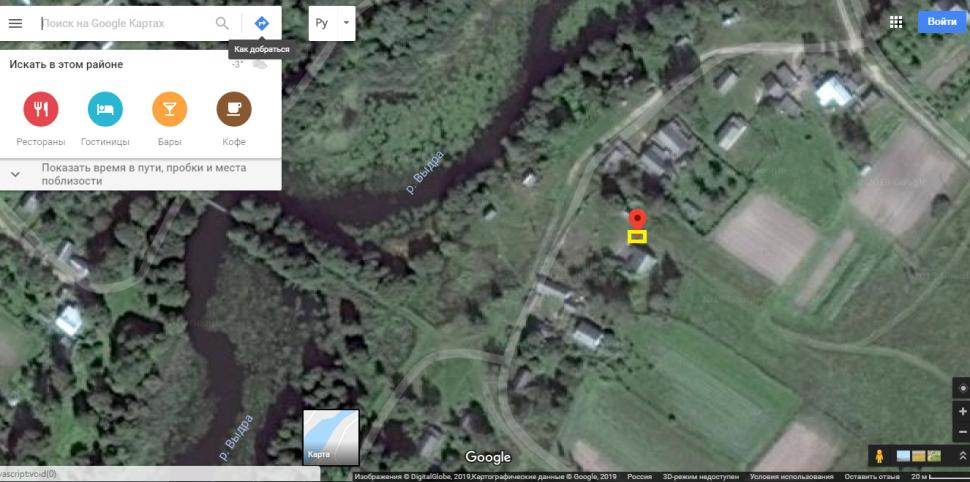 Поиск на Google Картах
Ру
Войти
Как добраться
Искать в этом районе
-3°
Рестораны
Гостиницы
Бары
Кофе
Показать время в пути, пробки и места
поблизости
р. Выдра
р. Выдра
Карта
Google
vascript:void(0)
Изображения © DigitalGlobe, 2019,Картографические данные © Google, 2019 Россия 3D-режим недоступен Условия использования Оставить отзыв 20 м